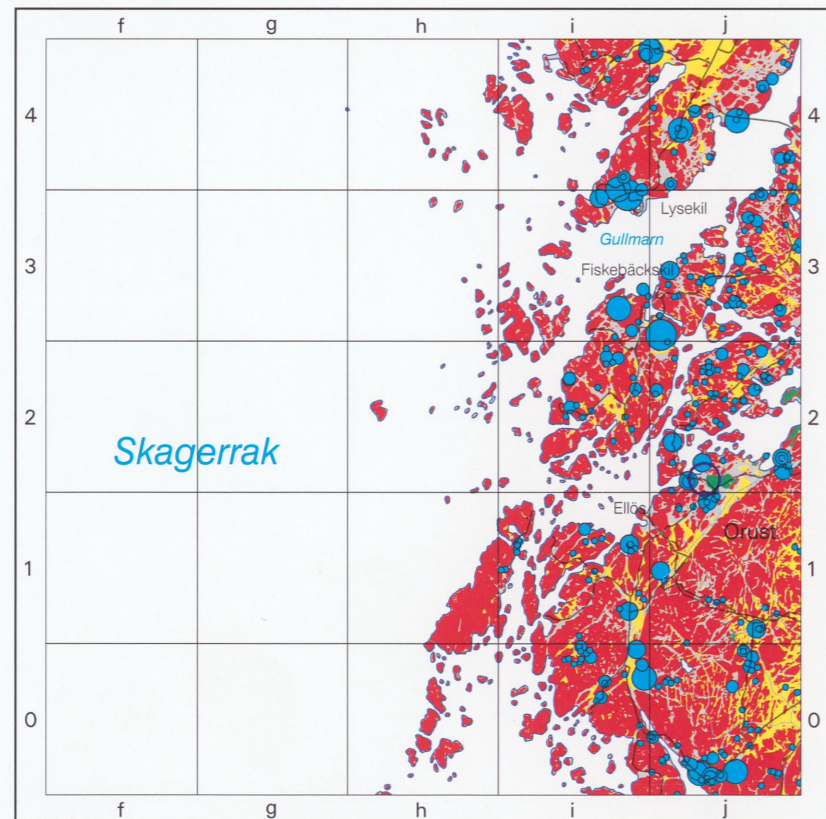 f g h i j
4 4
Lysekil
Gullmarn
3 3
Fiskebäckskil
2 2
Skagerrak
Ellös
Orust
1 1
0 0
f g h i j